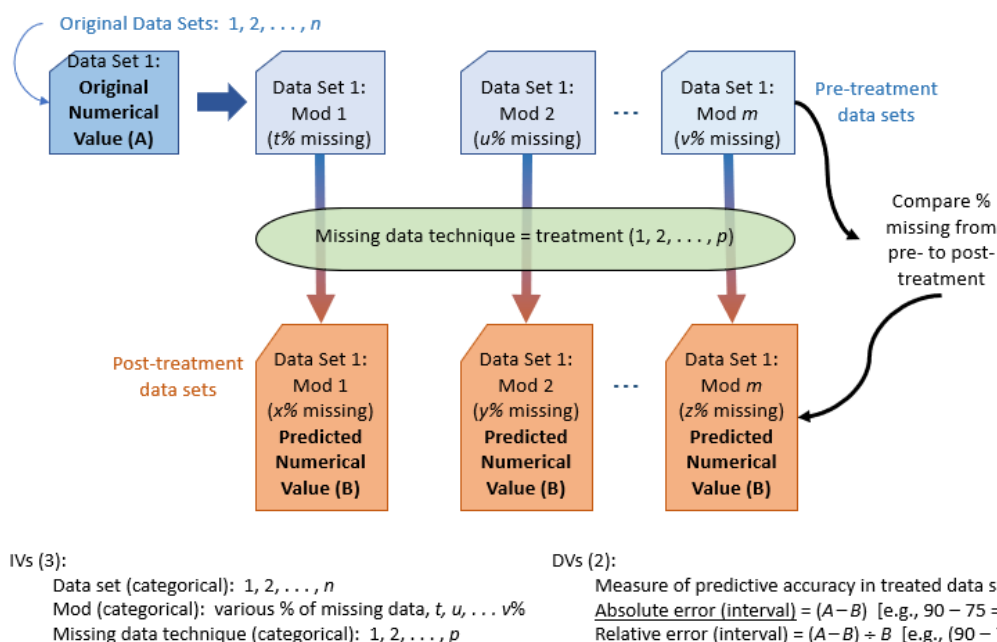 Original Data Sets: 1, 2, . . . , n
Data Set 1:
Original
Numerical
Value (A)
Data Set 1:
Mod 1
(t% missing)
Data Set 1:
Mod 2
(u% missing)
...
Data Set 1:
Mod m
(v% missing)
Pre-treatment
data sets
Missing data technique = treatment (1, 2, . . . , p)
Compare %
missing from
pre- to post-
treatment
Post-treatment
data sets
Data Set 1:
Mod 1
(x% missing)
Predicted
Numerical
Value (B)
Data Set 1:
Mod 2
(y% missing)
Predicted
Numerical
Value (B)
...
Data Set 1:
Mod m
(z% missing)
Predicted
Numerical
Value (B)
IVs (3):
Data set (categorical): 1, 2, . . . , n
Mod (categorical): various % of missing data, t, u, . . . v%
Missing data technique (categorical): 1, 2, . . . , p
DVs (2):
Measure of predictive accuracy in treated data
Absolute error (interval) = (A−B) [e.g., 90 – 75 =
Relative error (interval) = (A−B) ÷ B [e.g., (90 –